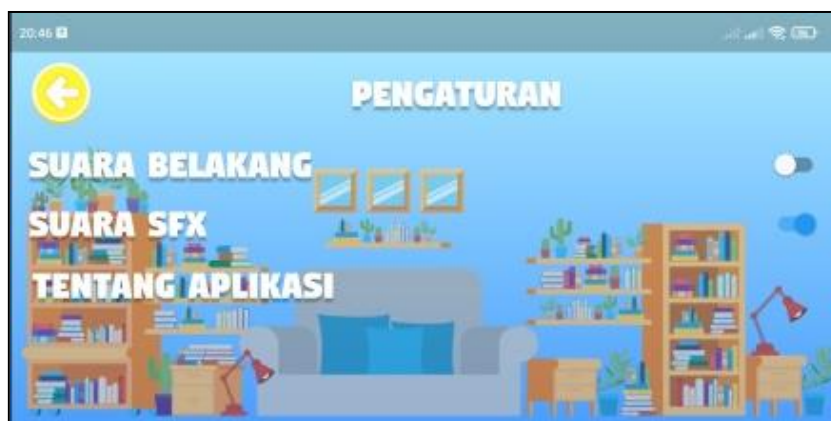 20:46
PENGATURAN
SUARA BELAKANG
SUARA SFX
TENTANG APLIKASI